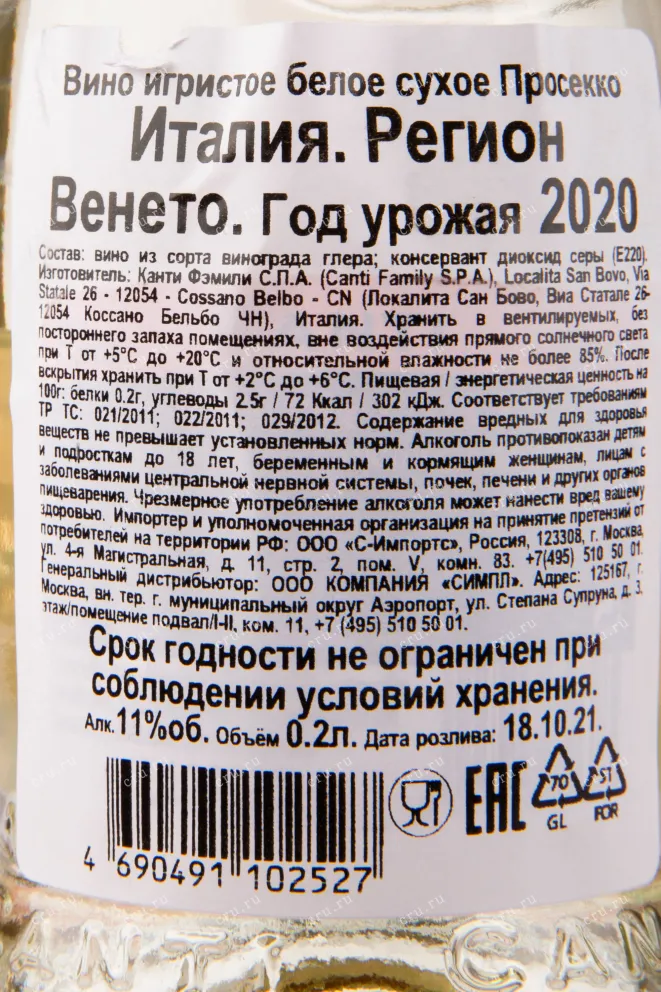 Вино игристое белое сухое Просекко
Италия. Регион
Венето. Год урожая 2020
Состав: вино из сорта винограда глера; консервант диоксид серы (E220).
Изготовитель: Канти Фэмили С.П.А. (Canti Family S.P.A.), Localita San Bovo, Via
Statale 26 - 12054 - Cossano Belbo - CN (Локалита Сан Бово, Виа Статале 26-
12054 Коссано Бельбо ЧН), Италия. Хранить в вентилируемых, без
постороннего запаха помещениях, вне воздействия прямого солнечного света
при Т от +5°С до +20°С и относительной влажности не более 85%. После
вскрытия хранить при Т от +2°С до +6°С. Пищевая / энергетическая ценность на
100г: белки 0.2г, углеводы 2.5г / 72 Ккал / 302 кДж. Соответствует требованиям
ТР ТС: 021/2011; 022/2011; 029/2012. Содержание вредных для здоровья
веществ не превышает установленных норм. Алкоголь противопоказан детям
и подросткам до 18 лет, беременным и кормящим женщинам, лицам с
заболеваниями центральной нервной системы, почек, печени и других органов
пищеварения. Чрезмерное употребление алкоголя может нанести вред вашему
здоровью. Импортер и уполномоченная организация на принятие претензий от
потребителей на территории РФ: ООО «С-Импортс», Россия, 123308, г. Москва,
ул. 4-я Магистральная, д. 11, стр. 2, пом. V, комн. 83. +7(495) 510 50 01.
Генеральный дистрибьютор: ООО КОМПАНИЯ «СИМПЛ». Адрес: 125167, г.
Москва, вн. тер. г. муниципальный округ Аэропорт, ул. Степана Супруна, д. 3,
этаж/помещение подвал/I-II, ком. 11, +7 (495) 510 50 01.
Срок годности не ограничен при
соблюдении условий хранения.
Алк.11%об. Объём 0.2л. Дата розлива: 18.10.21.
EAC
70
GL
51
FOR
4 690491 102527
ANTI CAN
cru.ru